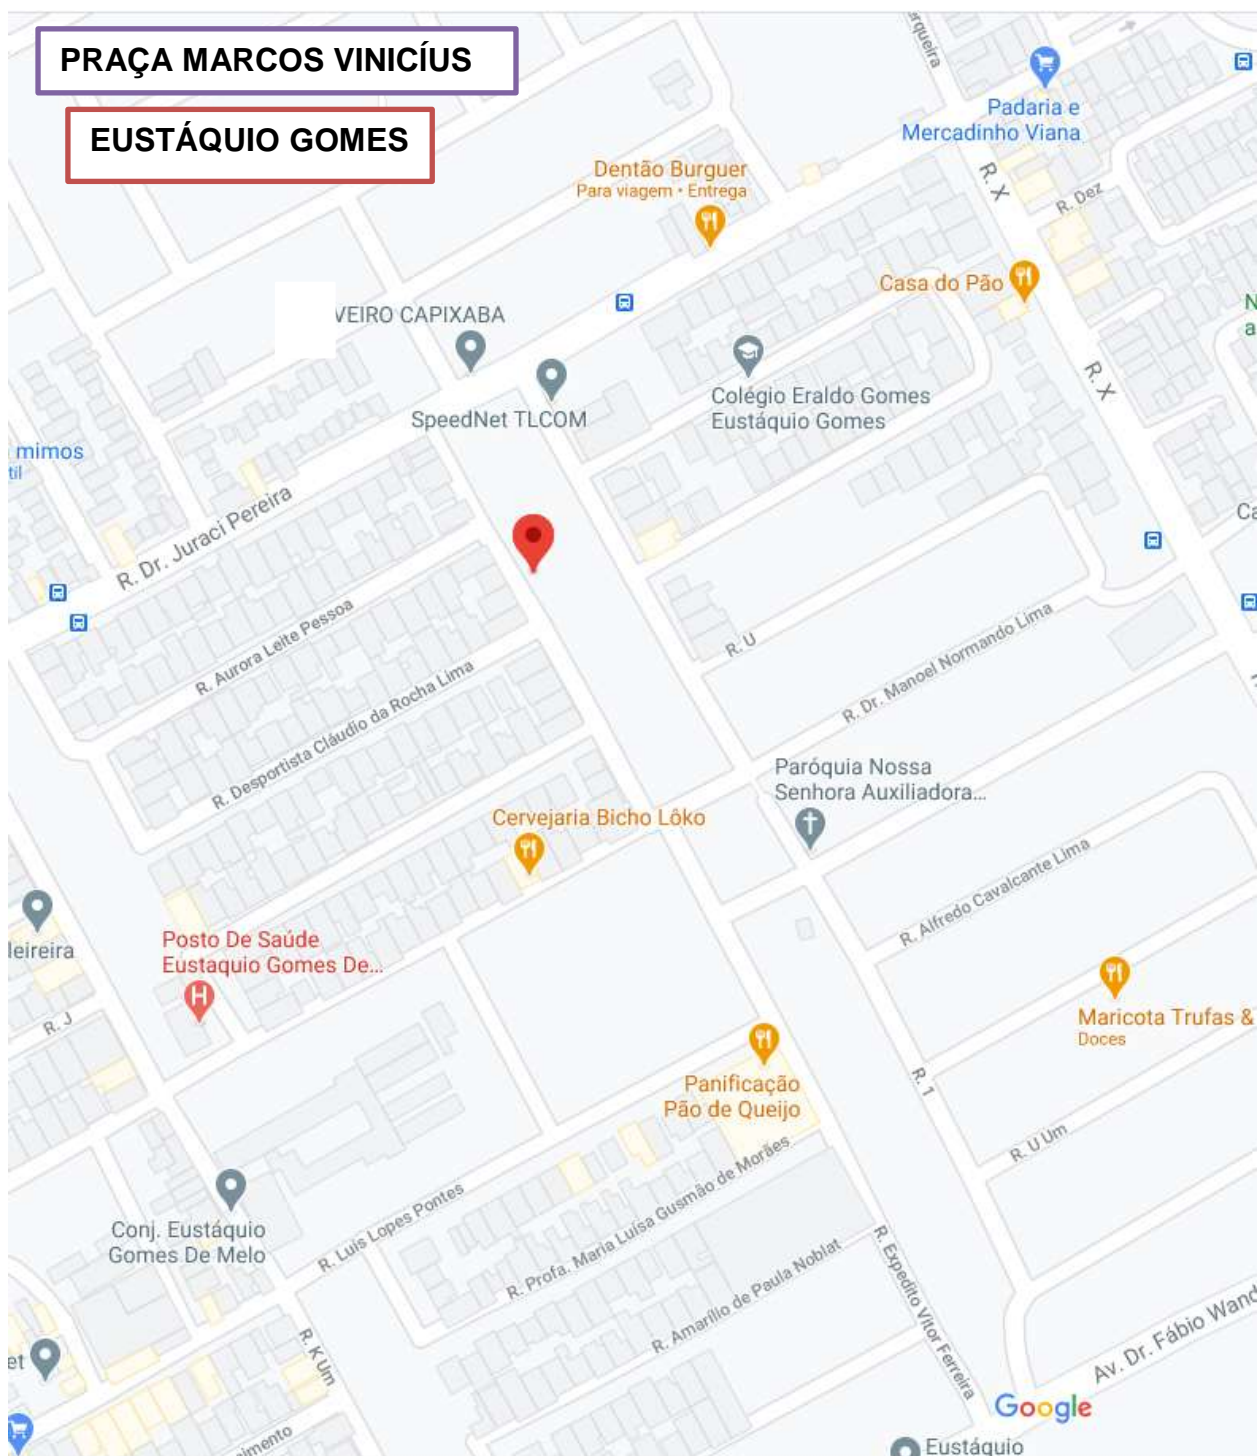 PRAÇA MARCOS VINICÍUS
EUSTÁQUIO GOMES
Padaria e
Mercadinho Viana
Dentão Burguer
Para viagem • Entrega
R. X
R. Dez
Casa do Pão
VEIRO CAPIXABA
SpeedNet TLCOM
Colégio Eraldo Gomes
Eustáquio Gomes
R. X
mimos
til
R. Dr. Juraci Pereira
R. Aurora Leite Pessoa
R. U
R. Dr. Manoel Normando Lima
R. Desportista Cláudio da Rocha Lima
Paróquia Nossa
Senhora Auxiliadora...
Cervejaria Bicho Lôko
R. Alfredo Cavalcante Lima
leireira
Posto De Saúde
Eustaquio Gomes De...
R. J
Maricota Trufas &
Doces
Panificação
Pão de Queijo
R. 1
R. U Um
Conj. Eustáquio
Gomes De Melo
R. Luis Lopes Pontes
R. Profa. Maria Luísa Gusmão de Morães
R. Amarílio de Paula Noblat
R. Expedito Vitor Ferreira
R. K Um
et
Av. Dr. Fábio Wand
Google
imento
Eustáquio